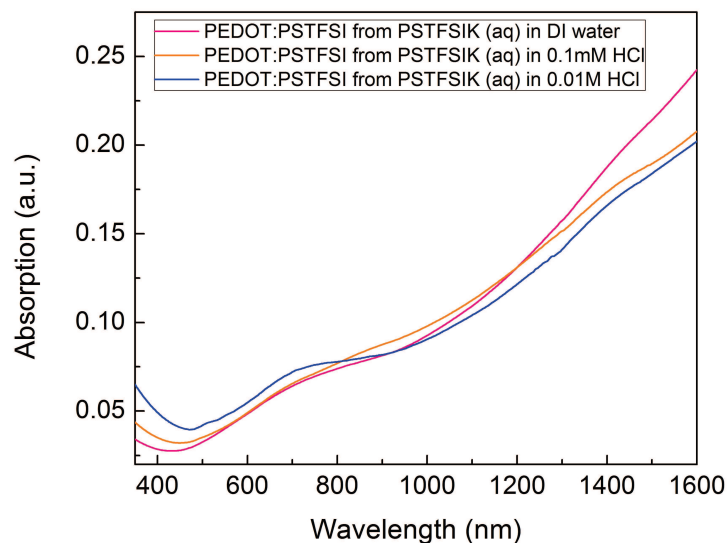 PEDOT:PSTFSI from PSTFSIK (aq) in DI water
PEDOT:PSTFSI from PSTFSIK (aq) in 0.1mM HCl
PEDOT:PSTFSI from PSTFSIK (aq) in 0.01M HCl
0.25
0.20
0.15
0.10
0.05
Absorption (a.u.)
400 600 800 1000 1200 1400 1600
Wavelength (nm)